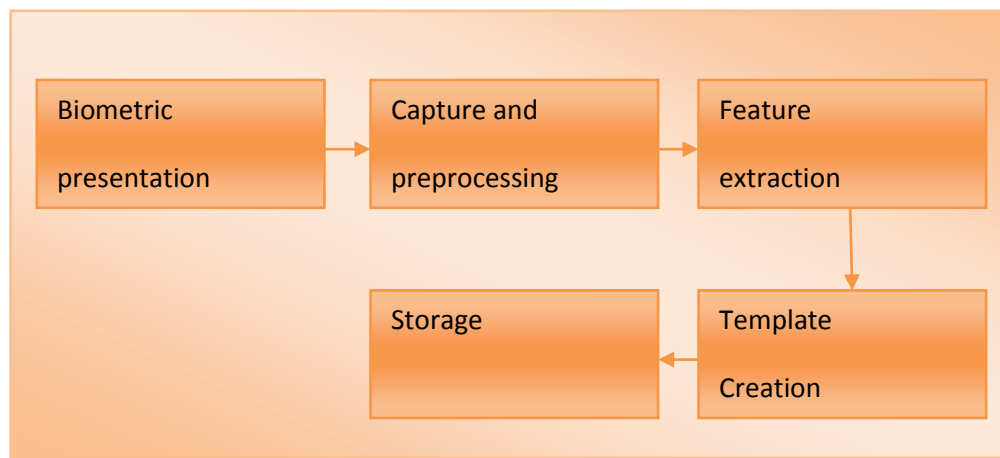 Biometric
presentation
Capture and
preprocessing
Feature
extraction
Template
Creation
Storage